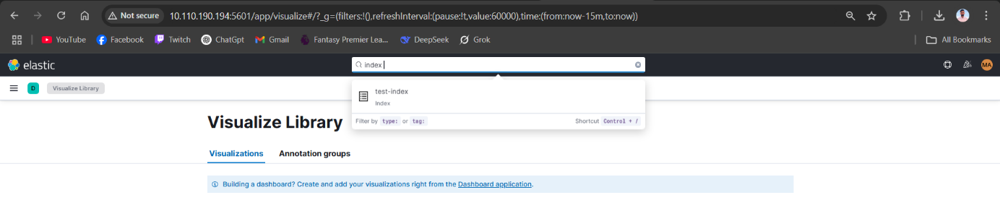 Not secure 10.110.190.194:5601/app/visualize#/?_g=(filters:!(),refreshInterval:(pause:!t,value:60000),time:(from:now-15m,to:now))
YouTube Facebook Twitch ChatGpt Gmail Fantasy Premier Lea... DeepSeek Grok All Bookmarks
elastic index MA
D Visualize Library
test-index
Index
Filter by type: or tag: Shortcut Control + /
Visualize Library
Visualizations Annotation groups
Building a dashboard? Create and add your visualizations right from the Dashboard application.